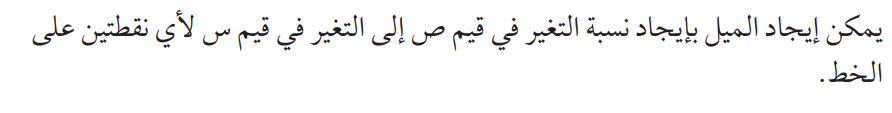 يمكن إيجاد الميل بإيجاد نسبة التغير في قيم ص إلى التغير في قيم س لأي نقطتين على
الخط.